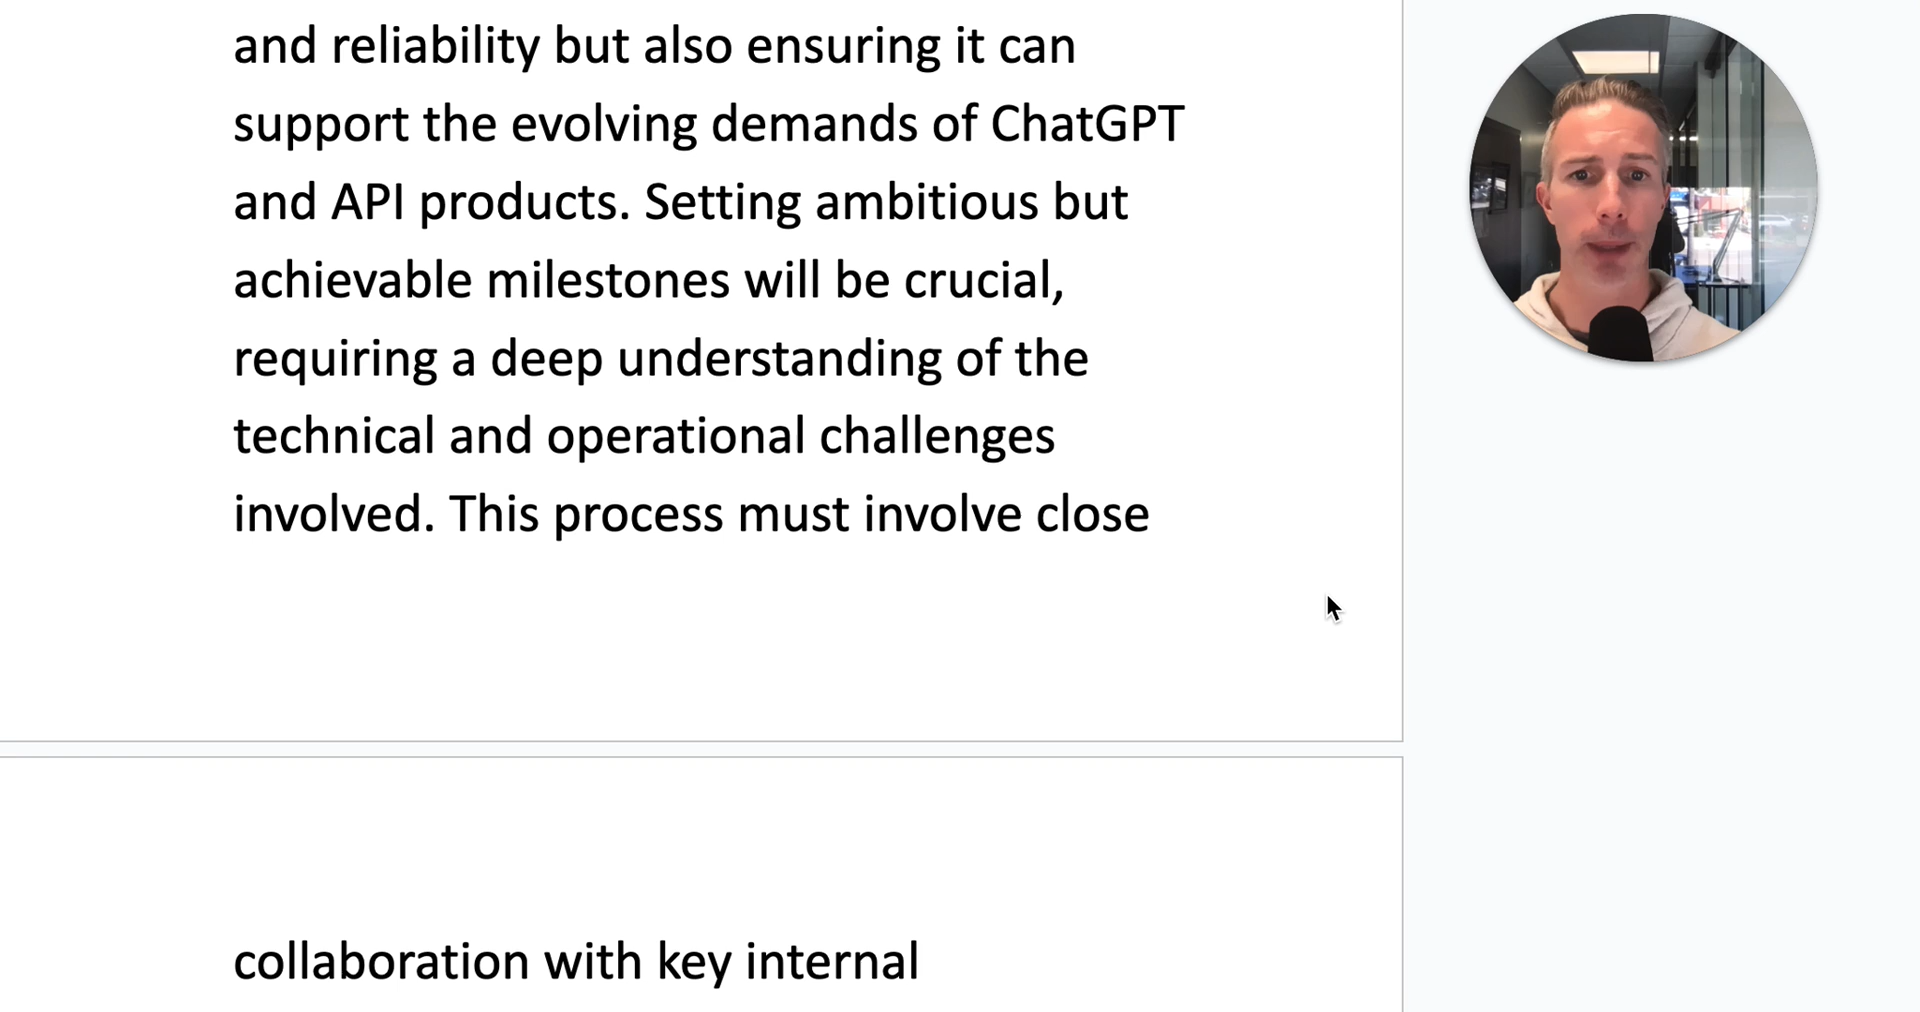 and reliability but also ensuring it can
support the evolving demands of ChatGPT
and API products. Setting ambitious but
achievable milestones will be crucial,
requiring a deep understanding of the
technical and operational challenges
involved. This process must involve close
collaboration with key internal